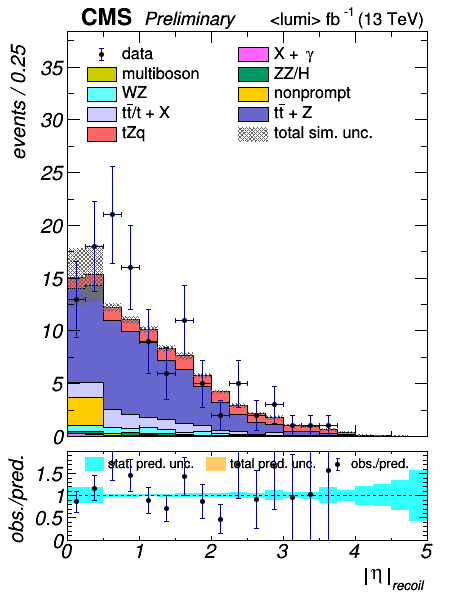 CMS Preliminary <lumi> fb⁻¹ (13 TeV)
events / 0.25
35
30
25
20
15
10
5
0
data
X + γ
multiboson
ZZ/H
WZ
nonprompt
tt̄/t + X
tt̄ + Z
tZq
total sim. unc.
obs./pred.
1.5
1
0.5
0
stat. pred. unc.
total pred. unc.
obs./pred.
0 1 2 3 4 5
|η|recoil